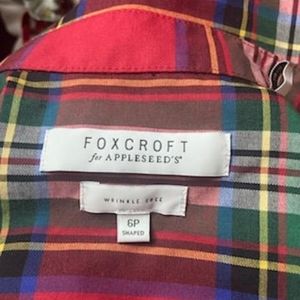 FOXCROFT
for APPLESEED'S®
WRINKLE FREE
6P
SHAPED